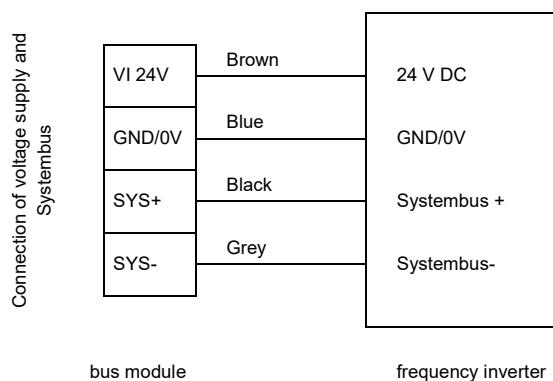 Connection of voltage supply and
Systembus
VI 24V
Brown
24 V DC
GND/0V
Blue
GND/0V
SYS+
Black
Systembus +
SYS-
Grey
Systembus-
bus module
frequency inverter